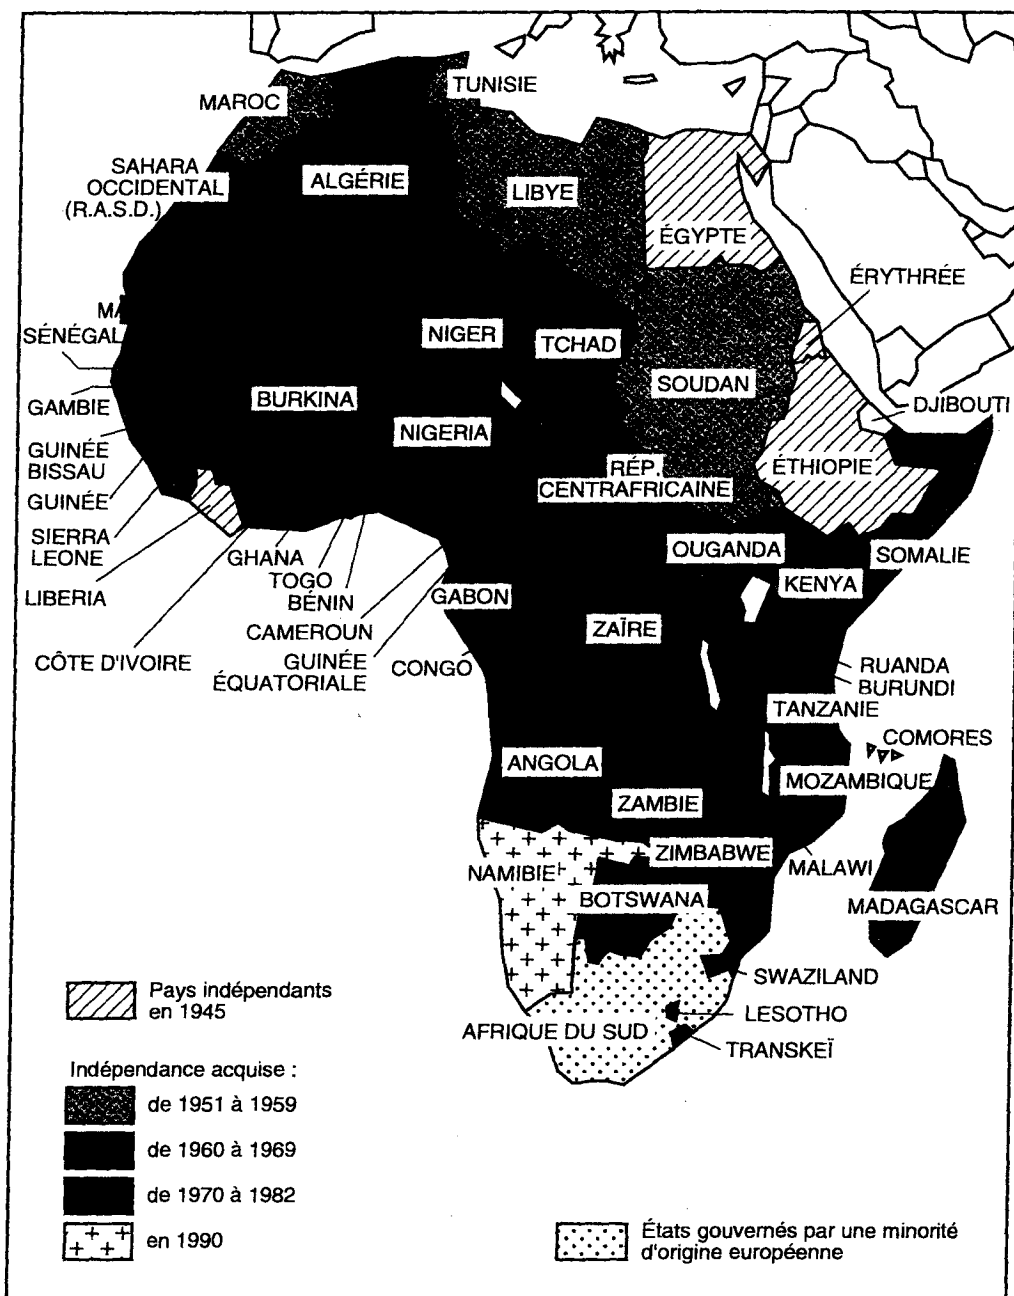 TUNISIE
MAROC
SAHARA
OCCIDENTAL
(R.A.S.D.)
ALGÉRIE
LIBYE
ÉGYPTE
ÉRYTHRÉE
MA
SÉNÉGAL
NIGER
TCHAD
SOUDAN
GAMBIE
BURKINA
DJIBOUTI
NIGERIA
GUINÉE
BISSAU
RÉP.
CENTRAFRICAINE
ÉTHIOPIE
GUINÉE
SIERRA
LEONE
GHANA
TOGO
BÉNIN
OUGANDA
SOMALIE
KENYA
LIBERIA
GABON
CAMEROUN
ZAÏRE
CÔTE D'IVOIRE
GUINÉE
ÉQUATORIALE
CONGO
RUANDA
BURUNDI
TANZANIE
COMORES
ANGOLA
MOZAMBIQUE
ZAMBIE
ZIMBABWE
MALAWI
NAMIBIE
BOTSWANA
MADAGASCAR
SWAZILAND
LESOTHO
AFRIQUE DU SUD
TRANSKEÏ
Pays indépendants
en 1945
Indépendance acquise :
de 1951 à 1959
de 1960 à 1969
de 1970 à 1982
en 1990
États gouvernés par une minorité
d'origine européenne